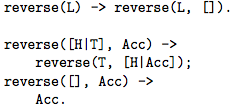 reverse(L) -> reverse(L, []).
reverse([H|T], Acc) ->
reverse(T, [H|Acc]);
reverse([], Acc) ->
Acc.